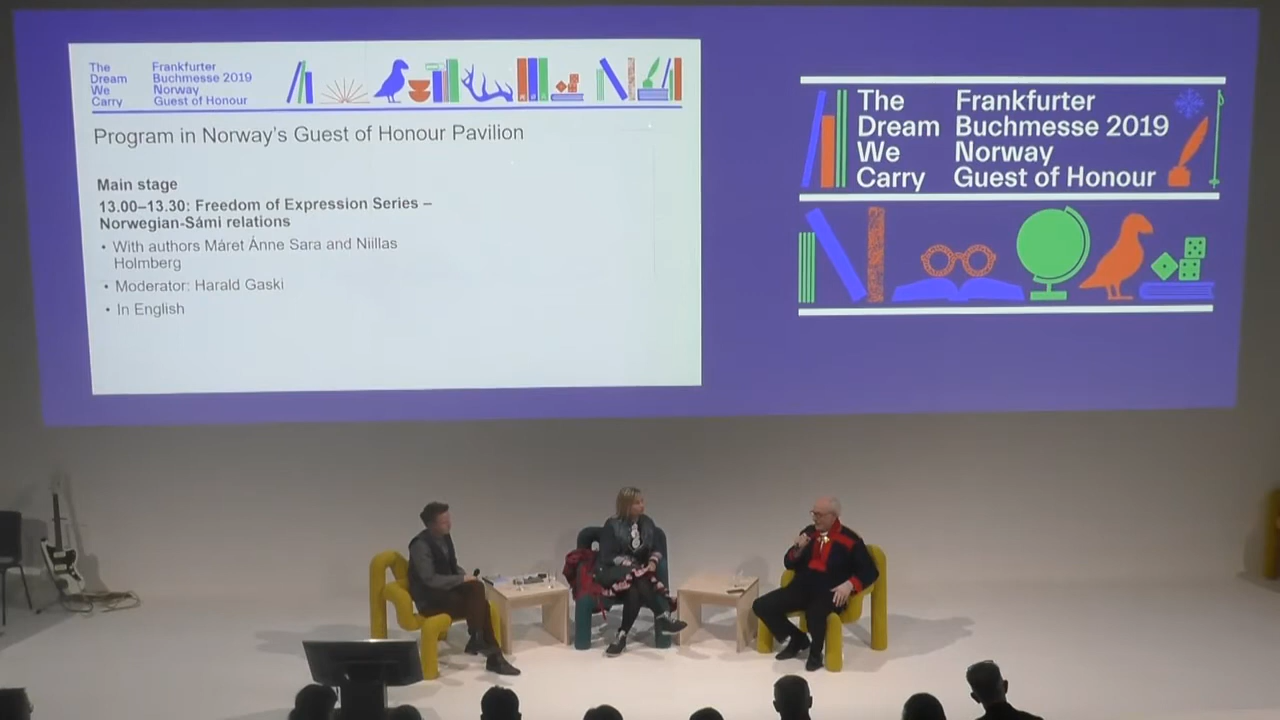 The
Dream
We
Carry
Frankfurter
Buchmesse 2019
Norway
Guest of Honour
Program in Norway's Guest of Honour Pavilion
Main stage
13.00–13.30: Freedom of Expression Series –
Norwegian-Sámi relations
• With authors Máret Ánne Sara and Niillas
Holmberg
• Moderator: Harald Gaski
• In English
The
Dream
We
Carry
Frankfurter
Buchmesse 2019
Norway
Guest of Honour